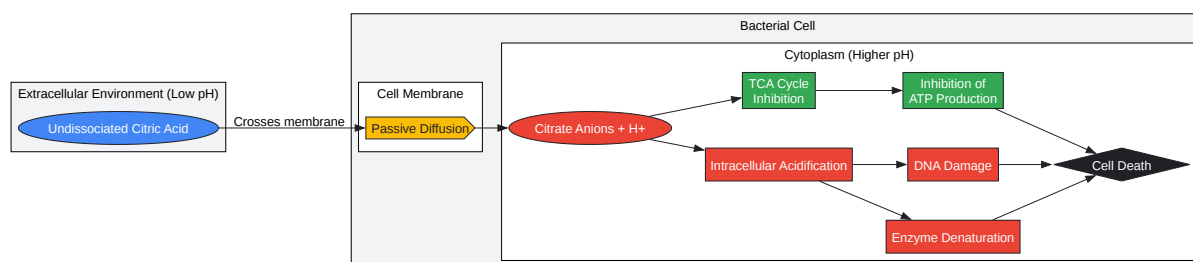 Bacterial Cell
Cytoplasm (Higher pH)
Extracellular Environment (Low pH)
Undissociated Citric Acid
Crosses membrane
Cell Membrane
Passive Diffusion
Citrate Anions + H+
TCA Cycle
Inhibition
Inhibition of
ATP Production
Intracellular Acidification
DNA Damage
Enzyme Denaturation
Cell Death